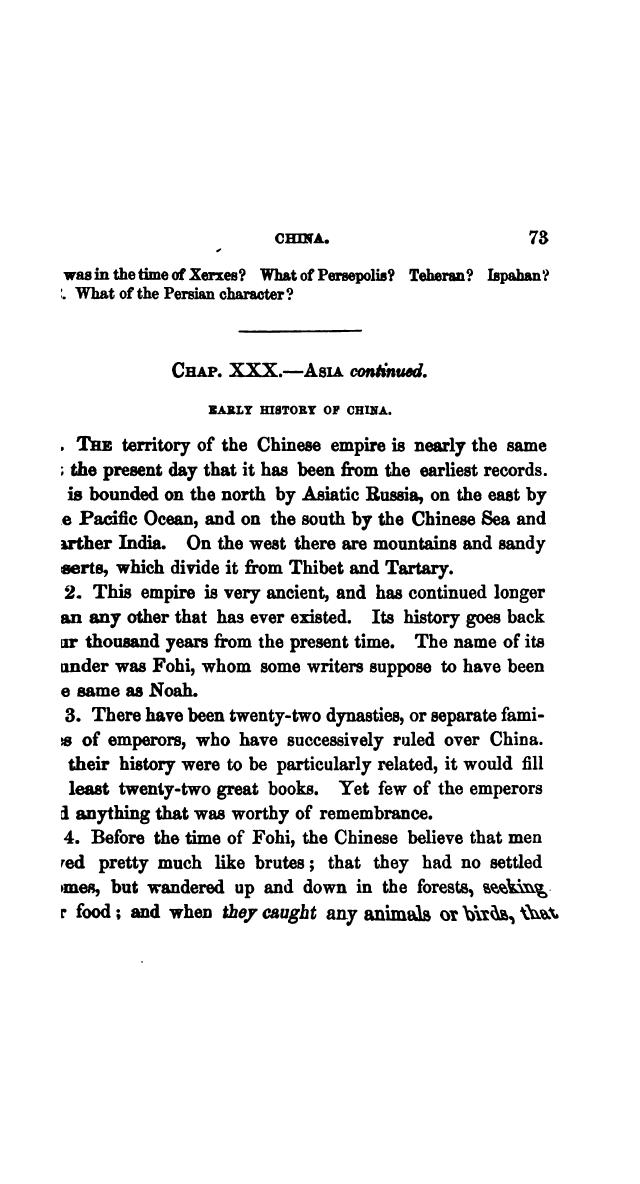 CHINA. 73
was in the time of Xerxes? What of Persepolis? Teheran? Ispahan?
. What of the Persian character?
CHAP. XXX.—ASIA continued.
EARLY HISTORY OF CHINA.
. THE territory of the Chinese empire is nearly the same
the present day that it has been from the earliest records.
is bounded on the north by Asiatic Russia, on the east by
e Pacific Ocean, and on the south by the Chinese Sea and
arther India. On the west there are mountains and sandy
serts, which divide it from Thibet and Tartary.
2. This empire is very ancient, and has continued longer
an any other that has ever existed. Its history goes back
ur thousand years from the present time. The name of its
under was Fohi, whom some writers suppose to have been
e same as Noah.
3. There have been twenty-two dynasties, or separate fami-
s of emperors, who have successively ruled over China.
their history were to be particularly related, it would fill
least twenty-two great books. Yet few of the emperors
d anything that was worthy of remembrance.
4. Before the time of Fohi, the Chinese believe that men
red pretty much like brutes; that they had no settled
mes, but wandered up and down in the forests, seeking
r food; and when they caught any animals or birds, that